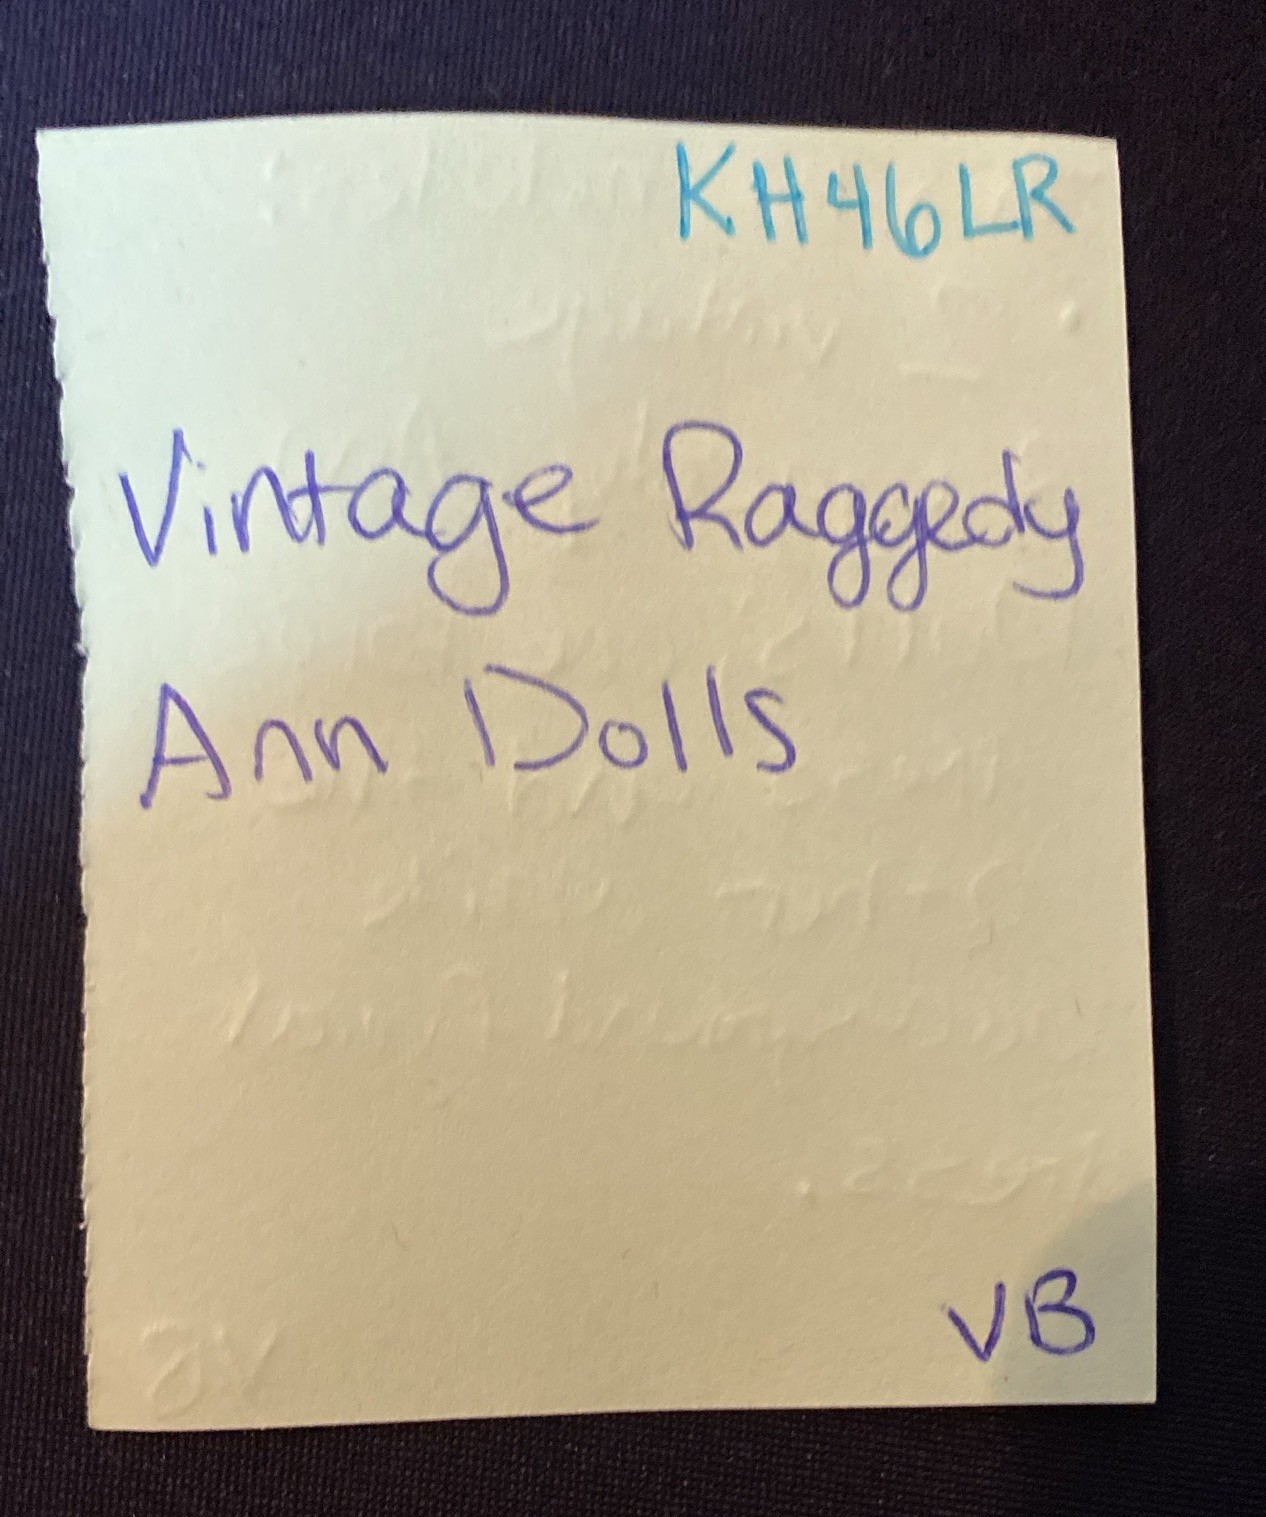 KH46LR
Vintage Raggedy
Ann Dolls
VB